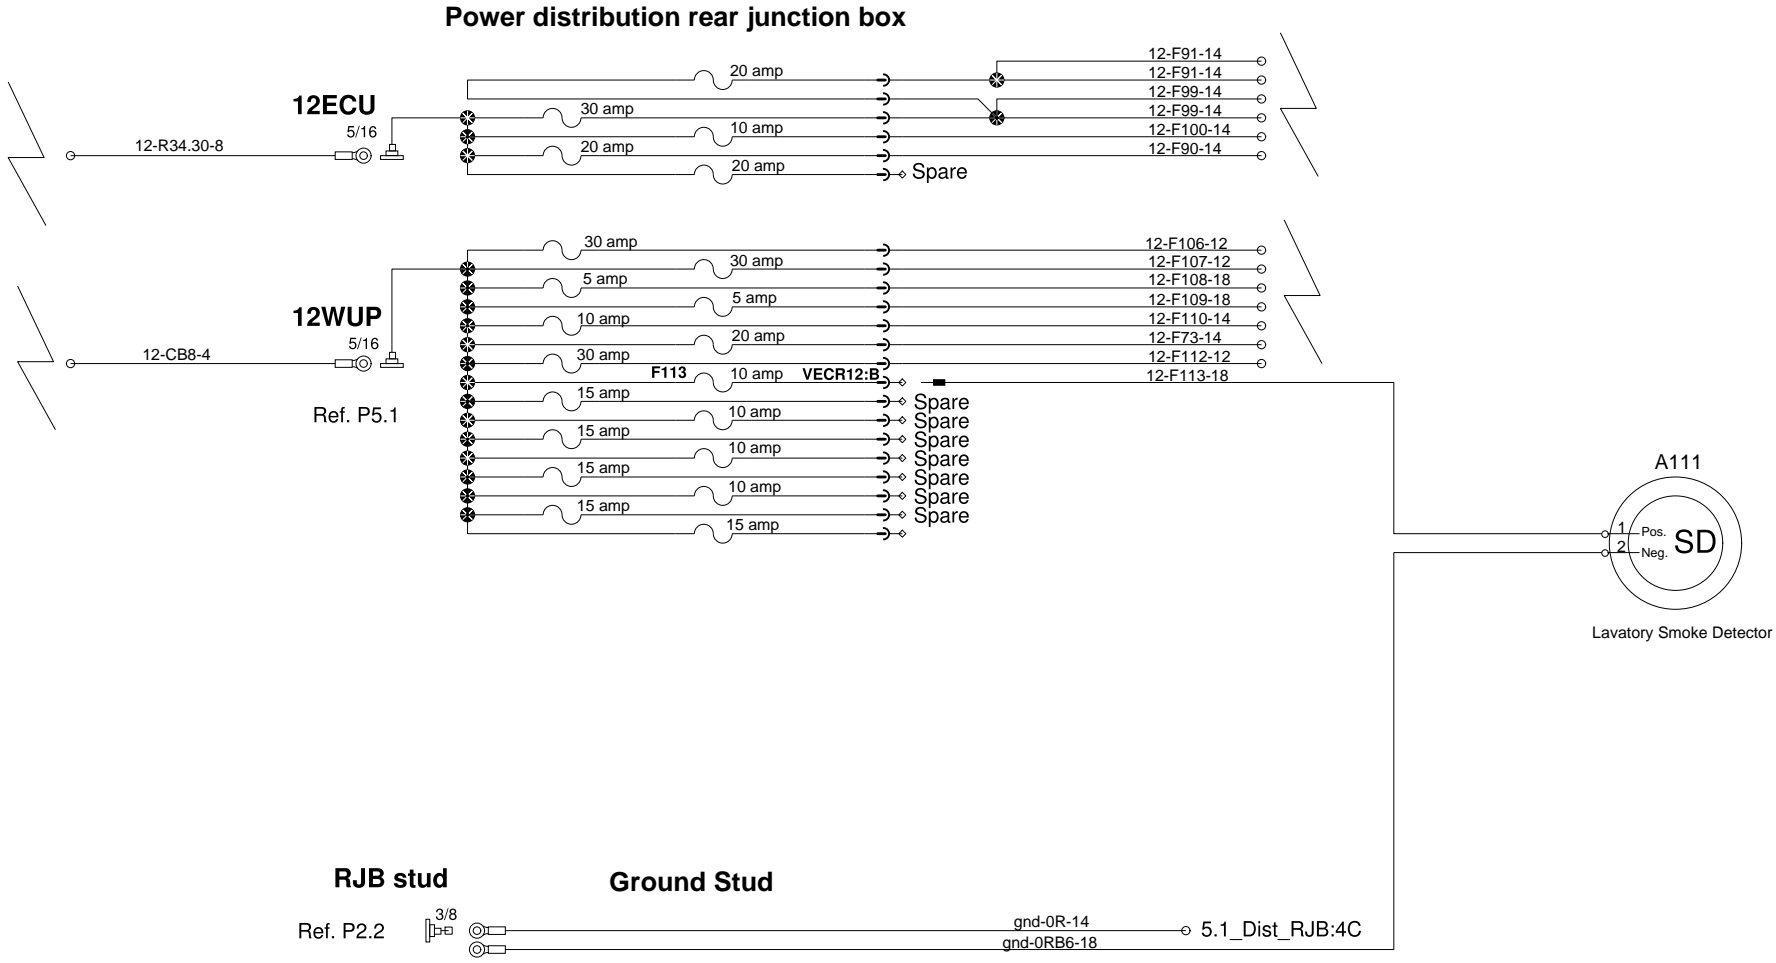 Power distribution rear junction box
12-F91-14
20 amp
12-F91-14
12-F99-14
12ECU
30 amp
12-F99-14
5/16
10 amp
12-F100-14
12-R34.30-8
20 amp
12-F90-14
20 amp
Spare
30 amp
12-F106-12
30 amp
12-F107-12
5 amp
12-F108-18
5 amp
12-F109-18
12WUP
10 amp
12-F110-14
5/16
20 amp
12-F73-14
12-CB8-4
30 amp
12-F112-12
F113
10 amp
VECR12:B
12-F113-18
15 amp
Spare
Ref. P5.1
10 amp
Spare
15 amp
Spare
10 amp
Spare
15 amp
Spare
10 amp
Spare
15 amp
Spare
15 amp
A111
1
Pos.
SD
2
Neg.
Lavatory Smoke Detector
RJB stud
Ground Stud
3/8
Ref. P2.2
gnd-0R-14
5.1_Dist_RJB:4C
gnd-0RB6-18